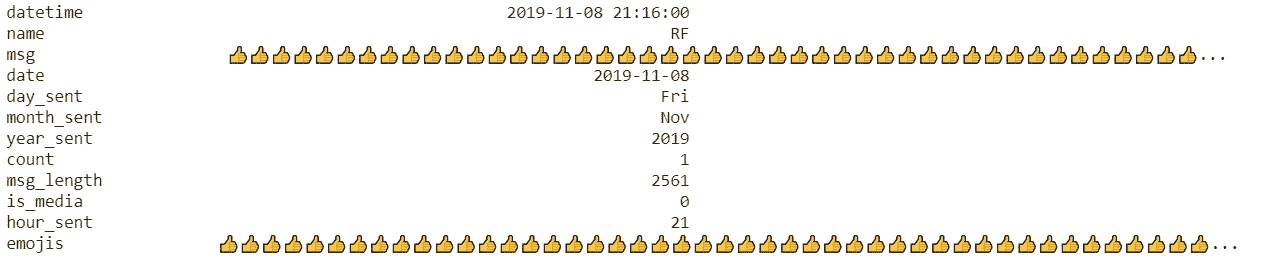 datetime 2019-11-08 21:16:00
name RF
msg 👍👍👍👍👍👍👍👍👍👍👍👍👍👍👍👍👍👍👍👍👍👍👍👍👍👍👍👍👍👍👍👍👍👍👍👍👍👍👍👍👍👍👍👍👍...
date 2019-11-08
day_sent Fri
month_sent Nov
year_sent 2019
count 1
msg_length 2561
is_media 0
hour_sent 21
emojis 👍👍👍👍👍👍👍👍👍👍👍👍👍👍👍👍👍👍👍👍👍👍👍👍👍👍👍👍👍👍👍👍👍👍👍👍👍👍👍👍👍👍👍👍👍👍...